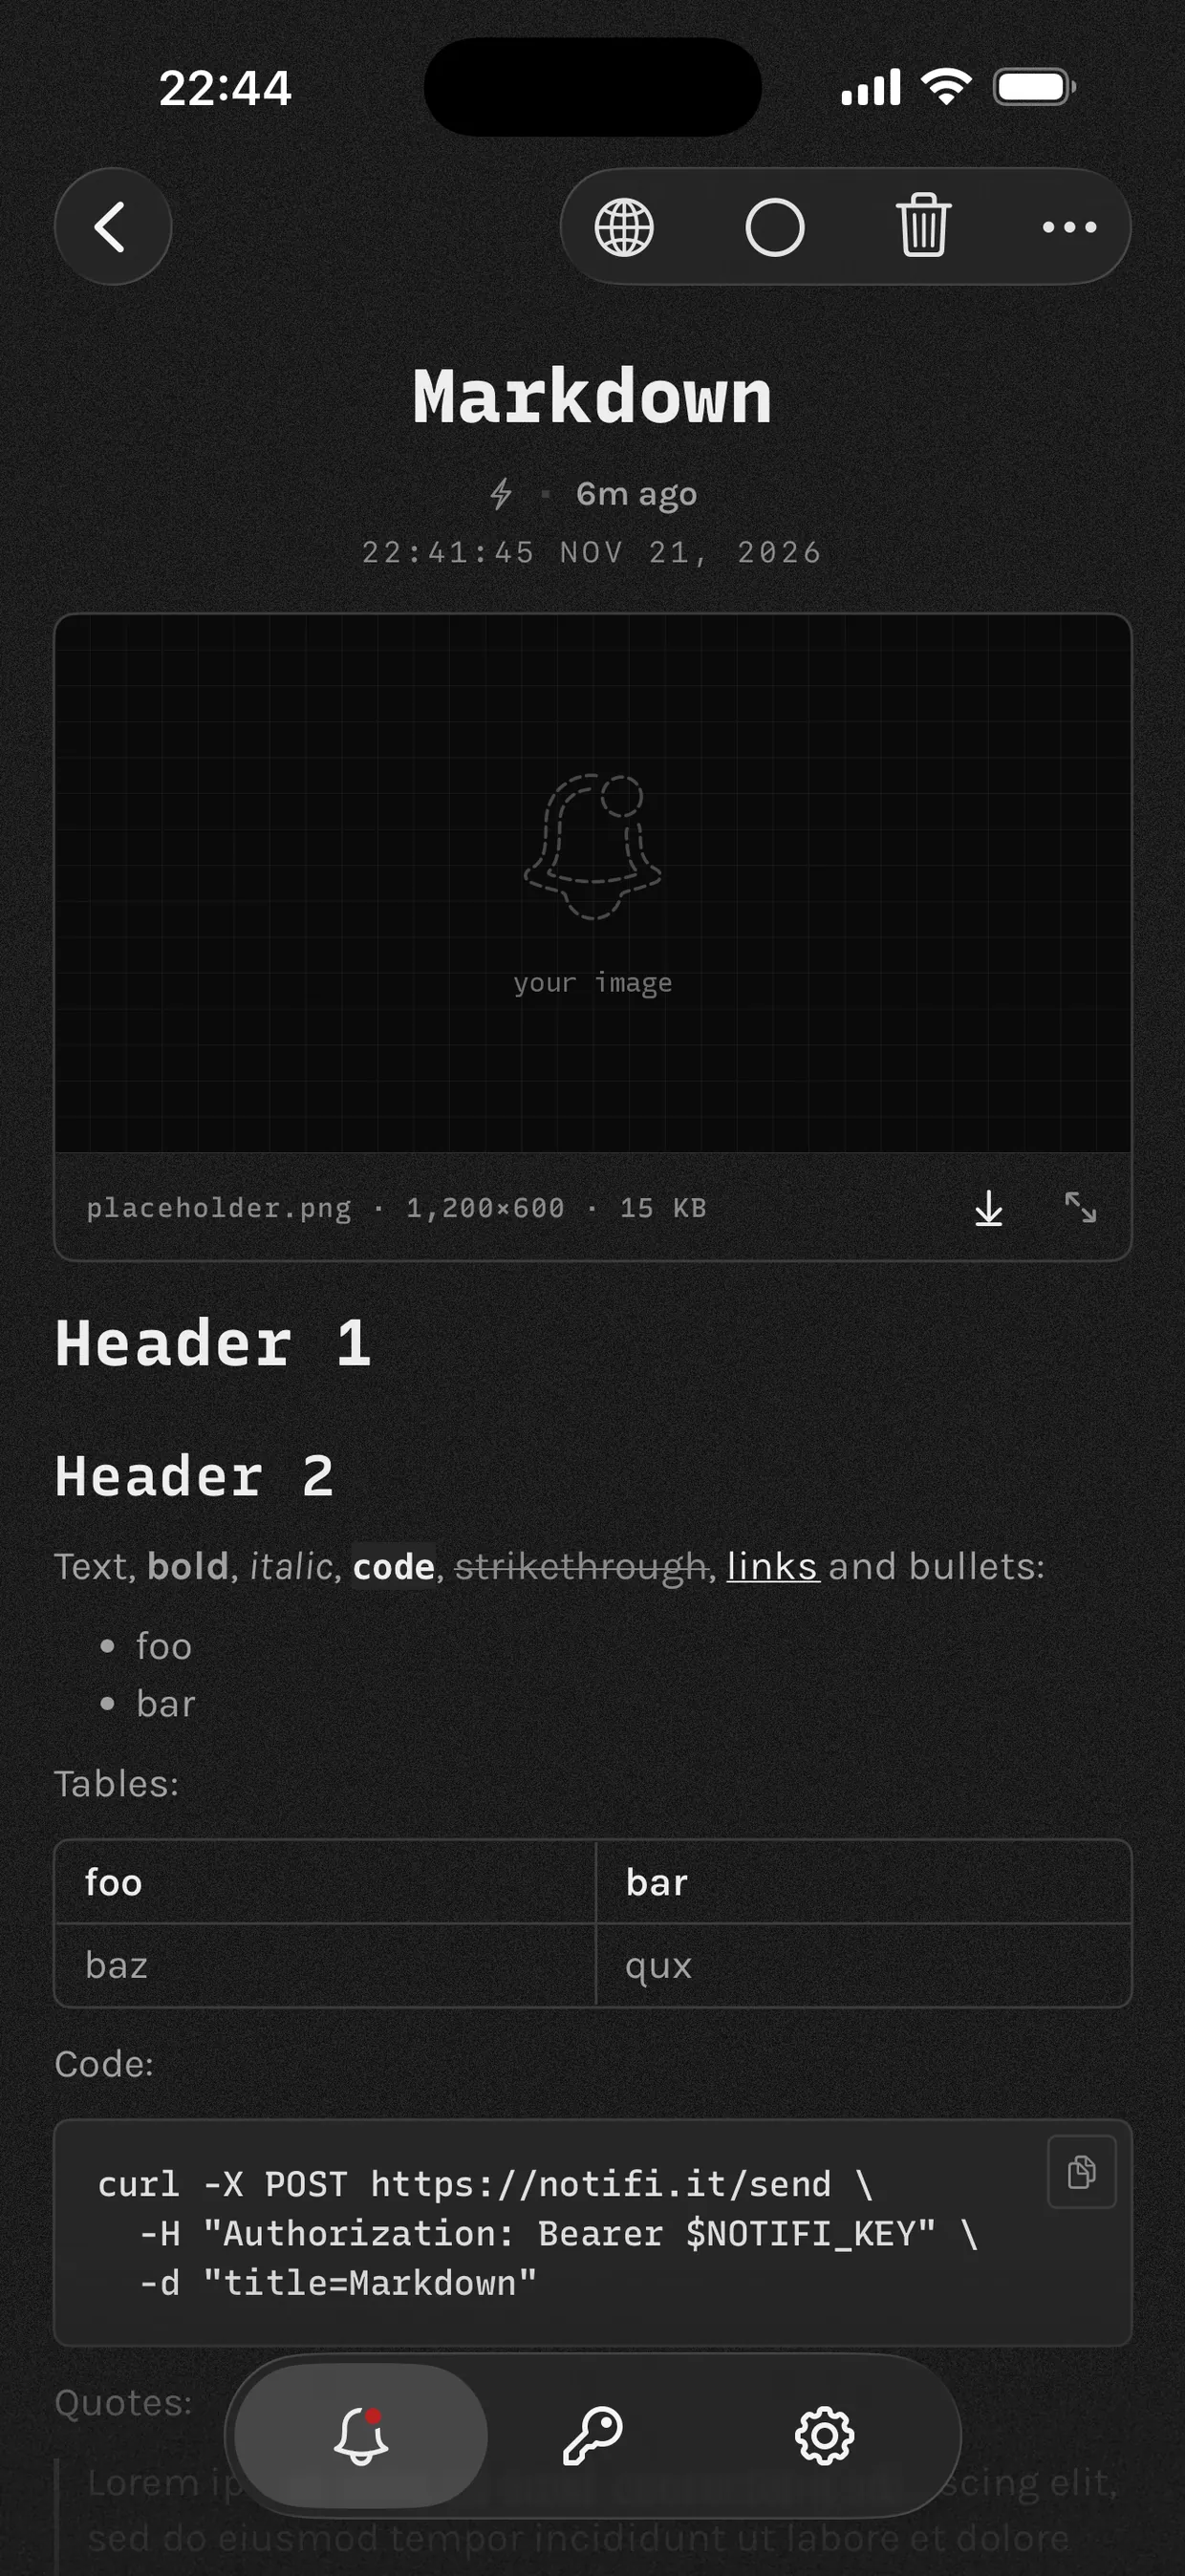 22:44
Markdown
6m ago
22:41:45 NOV 21, 2026
your image
placeholder.png · 1,200×600 · 15 KB
Header 1
Header 2
Text, bold, italic, code, strikethrough, links and bullets:
• foo
• bar
Tables:
foo bar
baz qux
Code:
curl -X POST https://notifi.it/send \
-H "Authorization: Bearer $NOTIFI_KEY" \
-d "title=Markdown"
Quotes:
Lorem elit,
sed do eiusmod tempor incididunt ut labore et dolore